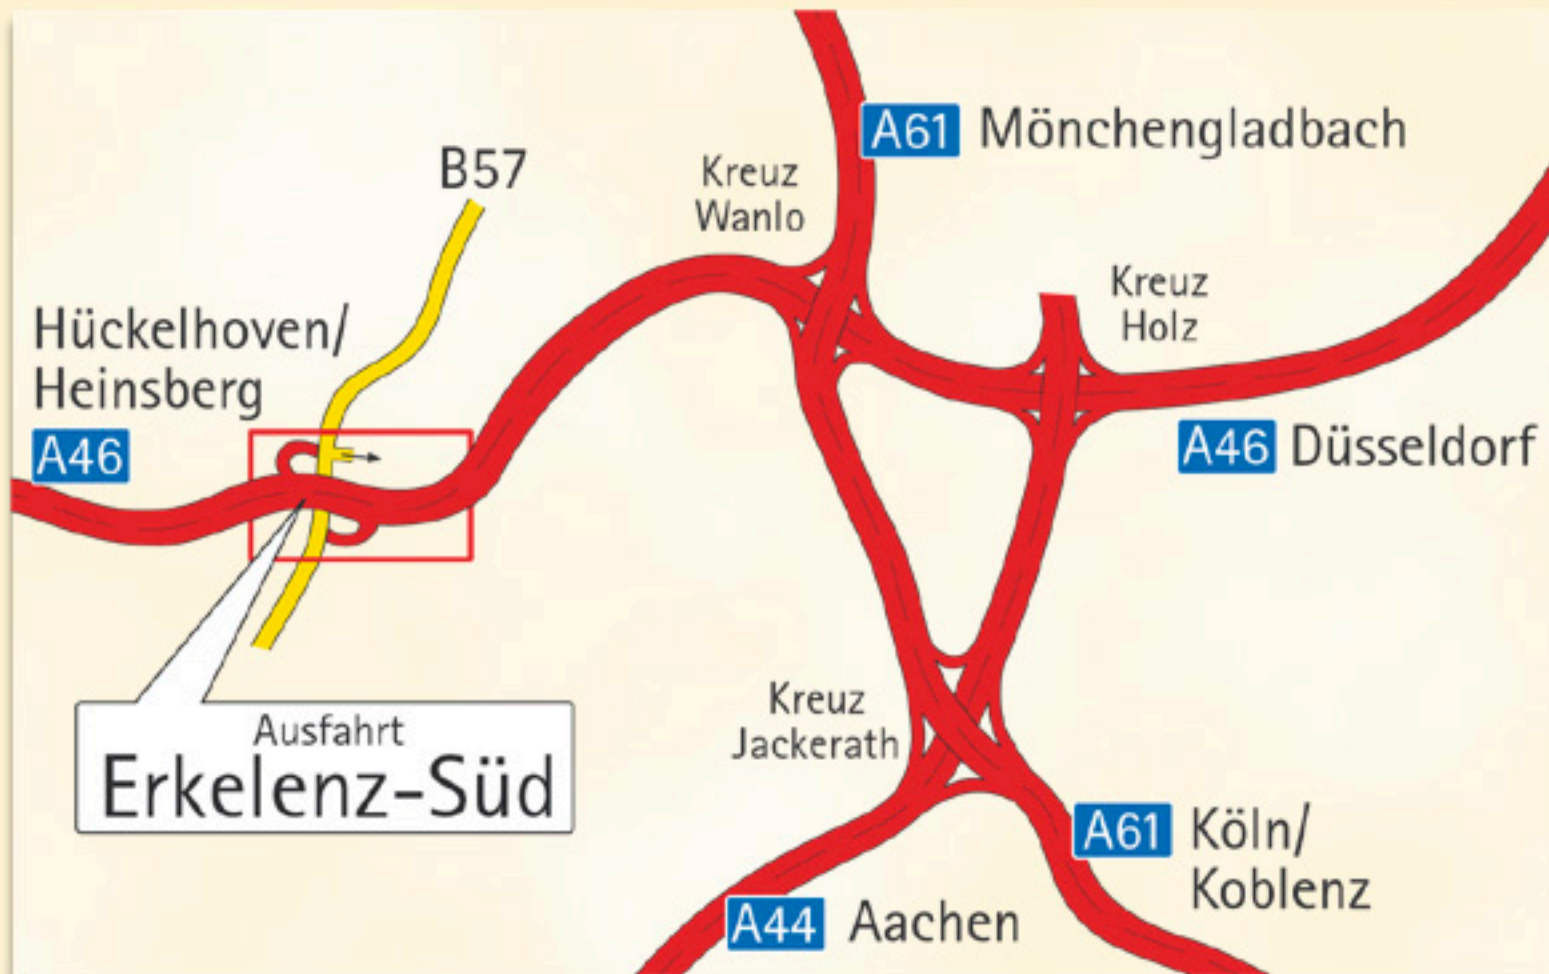 A61 Mönchengladbach
B57
Kreuz
Wanlo
Kreuz
Holz
Hückelhoven/
Heinsberg
A46
A46 Düsseldorf
Kreuz
Jackerath
Ausfahrt
Erkelenz-Süd
A61 Köln/
Koblenz
A44 Aachen